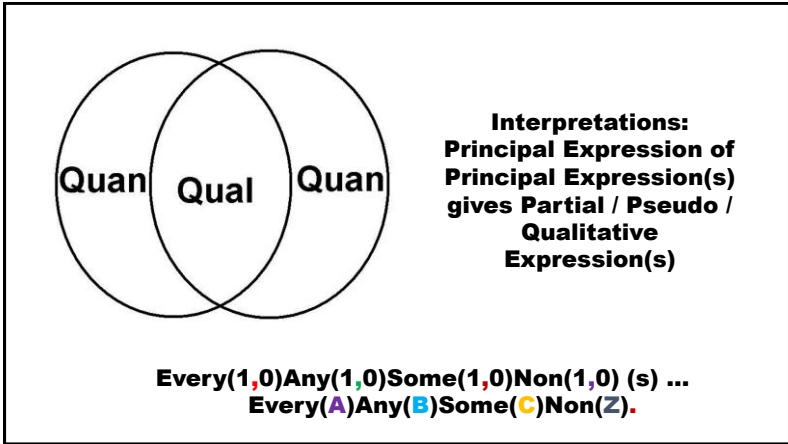 Quan Qual Quan
Interpretations:
Principal Expression of
Principal Expression(s)
gives Partial / Pseudo /
Qualitative
Expression(s)
Every(1,0)Any(1,0)Some(1,0)Non(1,0) (s) ...
Every(A)Any(B)Some(C)Non(Z).